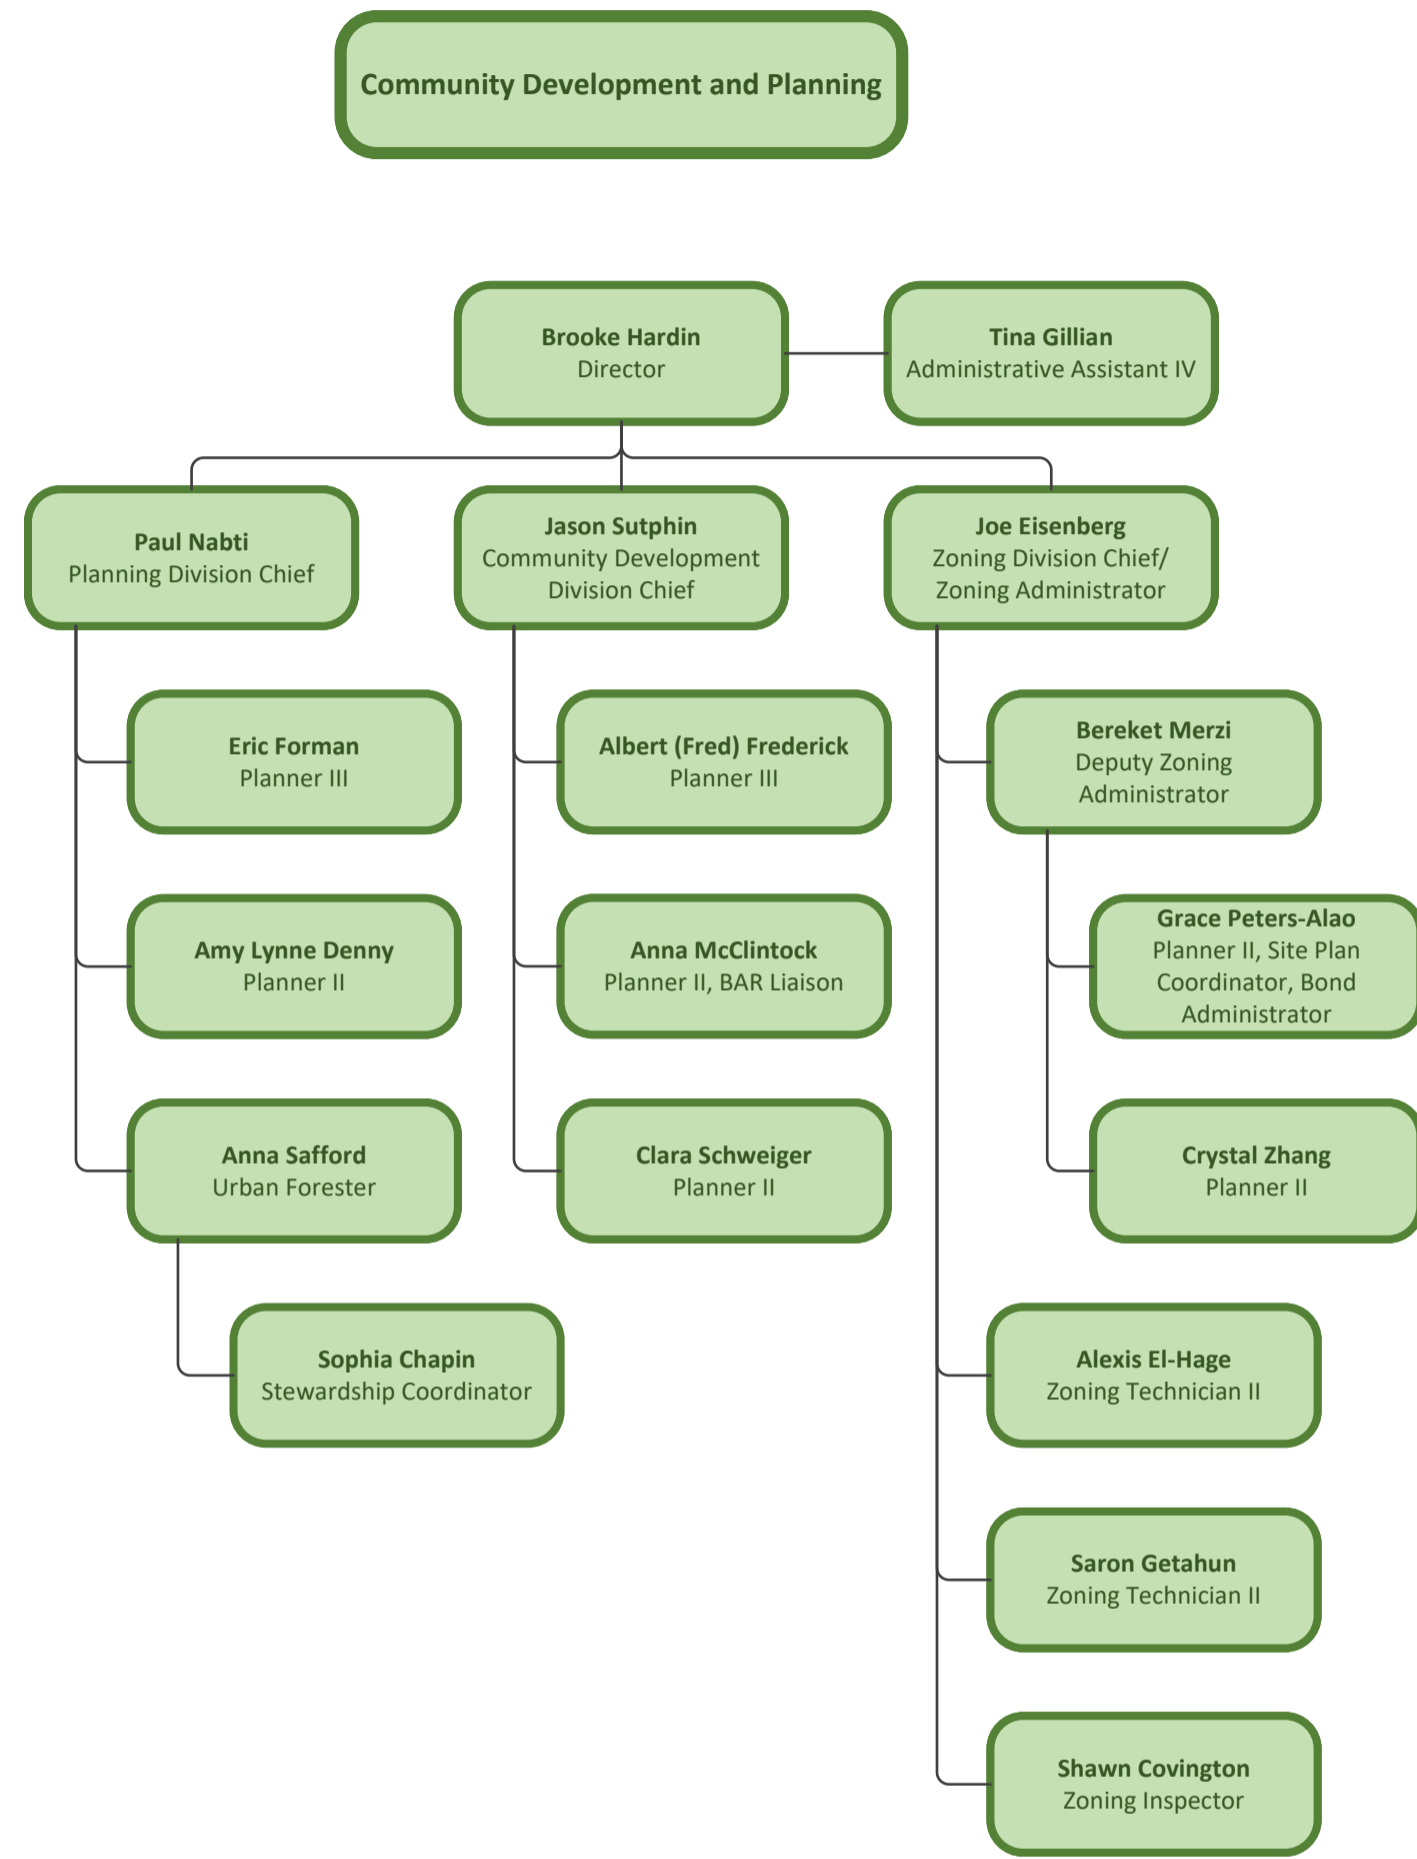 Community Development and Planning
Brooke Hardin
Director
Tina Gillian
Administrative Assistant IV
Paul Nabti
Planning Division Chief
Jason Sutphin
Community Development
Division Chief
Joe Eisenberg
Zoning Division Chief/
Zoning Administrator
Eric Forman
Planner III
Albert (Fred) Frederick
Planner III
Bereket Merzi
Deputy Zoning
Administrator
Amy Lynne Denny
Planner II
Anna McClintock
Planner II, BAR Liaison
Grace Peters-Alao
Planner II, Site Plan
Coordinator, Bond
Administrator
Anna Safford
Urban Forester
Clara Schweiger
Planner II
Crystal Zhang
Planner II
Sophia Chapin
Stewardship Coordinator
Alexis El-Hage
Zoning Technician II
Saron Getahun
Zoning Technician II
Shawn Covington
Zoning Inspector